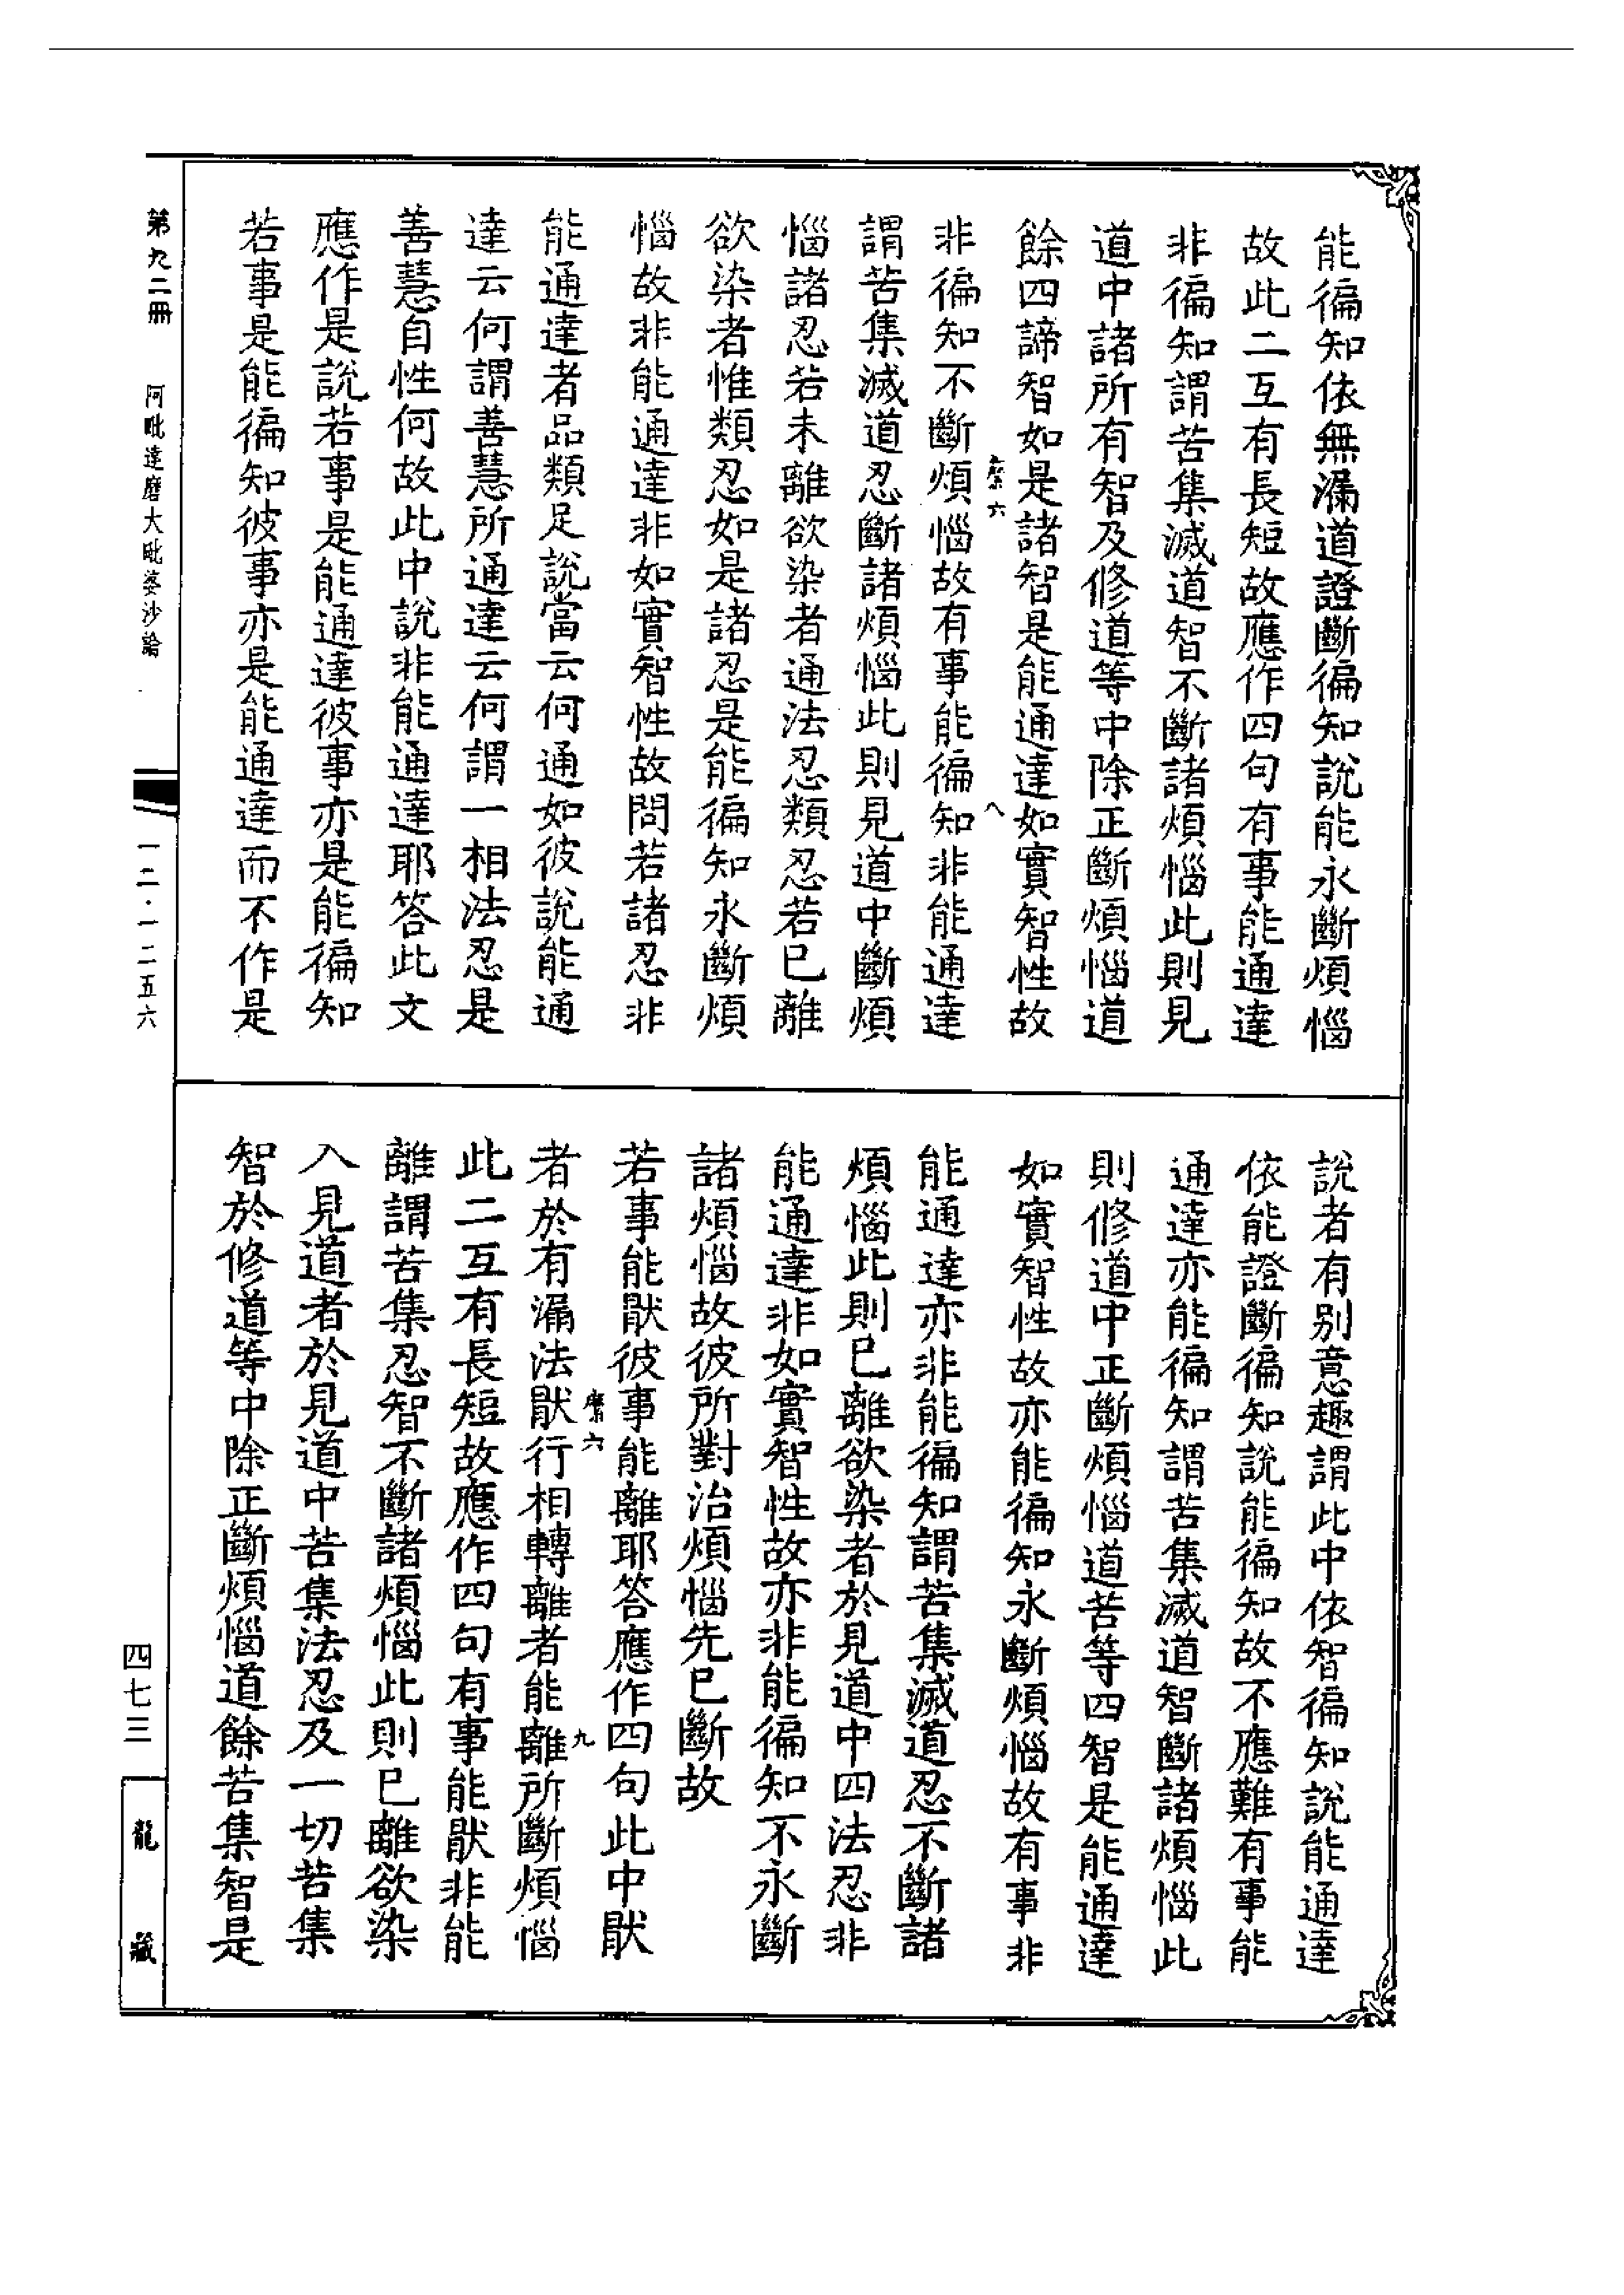 能徧知依無漏道證斷徧知說能永斷煩惱
故此二互有長短故應作四句有事能通達
非徧知謂苦集滅道智不斷諸煩惱此則見
道中諸所有智及修道等中除正斷煩惱道
餘四諦智如是諸智是能通達如實智性故
非徧知不斷煩惱故有事能徧知非能通達
謂苦集滅道忍斷諸煩惱此則見道中斷煩
惱諸忍若未離欲染者通法忍類忍若已離
欲染者惟類忍如是諸忍是能徧知永斷煩
惱故非能通達非如實智性故問若諸忍非
能通達者品類足說當云何通如彼說能通
達云何謂善慧所通達云何謂一相法忍是
善慧自性何故此中說非能通達耶答此文
應作是說若事是能通達彼事亦是能徧知
若事是能徧知彼事亦是能通達而不作是
說者有別意趣謂此中依智徧知說能通達
依能證斷徧知說能徧知故不應難有事能
通達亦能徧知謂苦集滅道智斷諸煩惱此
則修道中正斷煩惱道苦等四智是能通達
如實智性故亦能徧知永斷煩惱故有事非
能通達亦非能徧知謂苦集滅道忍不斷諸
煩惱此則已離欲染者於見道中四法忍非
能通達非如實智性故亦非能徧知不永斷
諸煩惱故彼所對治煩惱先已斷故
若事能猒彼事能離耶答應作四句此中猒
者於有漏法猒行相轉離者能離所斷煩惱
此二互有長短故應作四句有事能猒非能
離謂苦集忍智不斷諸煩惱此則已離欲染
入見道者於見道中苦集法忍及一切苦集
智於修道等中除正斷煩惱道餘苦集智是
第九二冊
阿毗達磨大毗婆沙論
一二·一二五六
四七三
龍藏
六
八
六
九